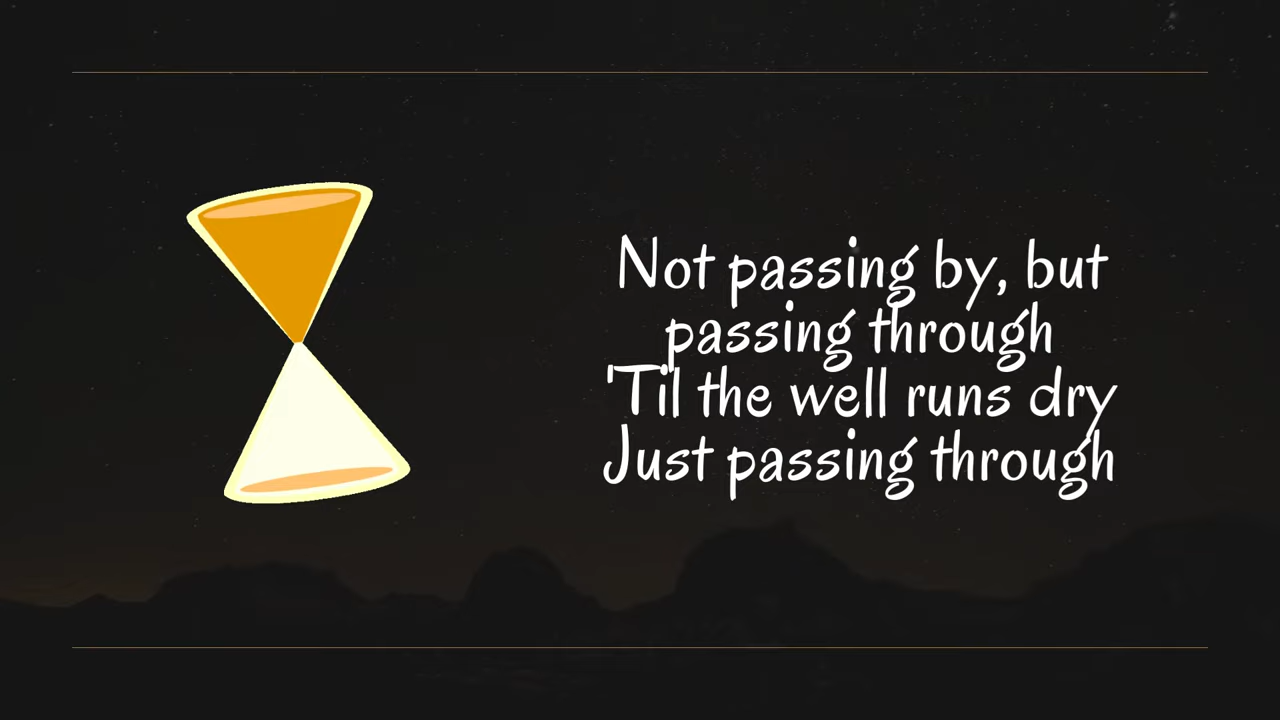 Not passing by, but
passing through
'Til the well runs dry
Just passing through